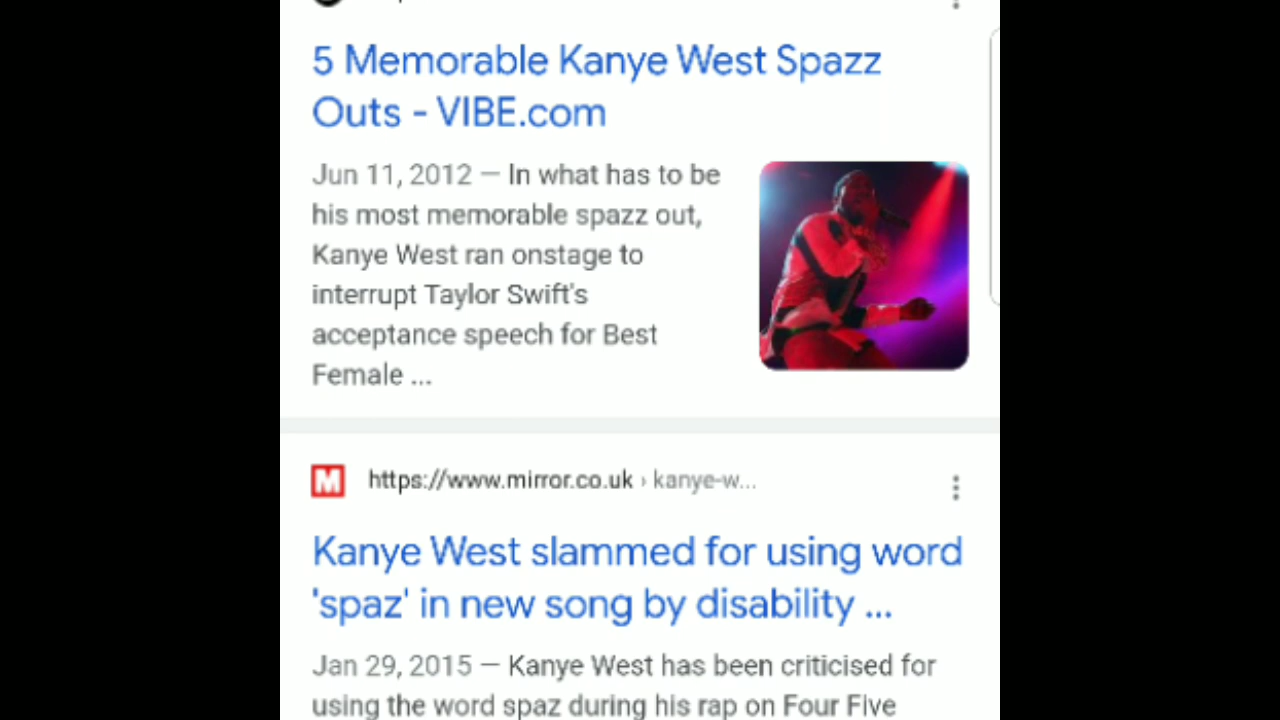 5 Memorable Kanye West Spazz
Outs - VIBE.com
Jun 11, 2012 — In what has to be
his most memorable spazz out,
Kanye West ran onstage to
interrupt Taylor Swift's
acceptance speech for Best
Female ...
M https://www.mirror.co.uk › kanye-w...
Kanye West slammed for using word
'spaz' in new song by disability ...
Jan 29, 2015 — Kanye West has been criticised for
using the word spaz during his rap on Four Five